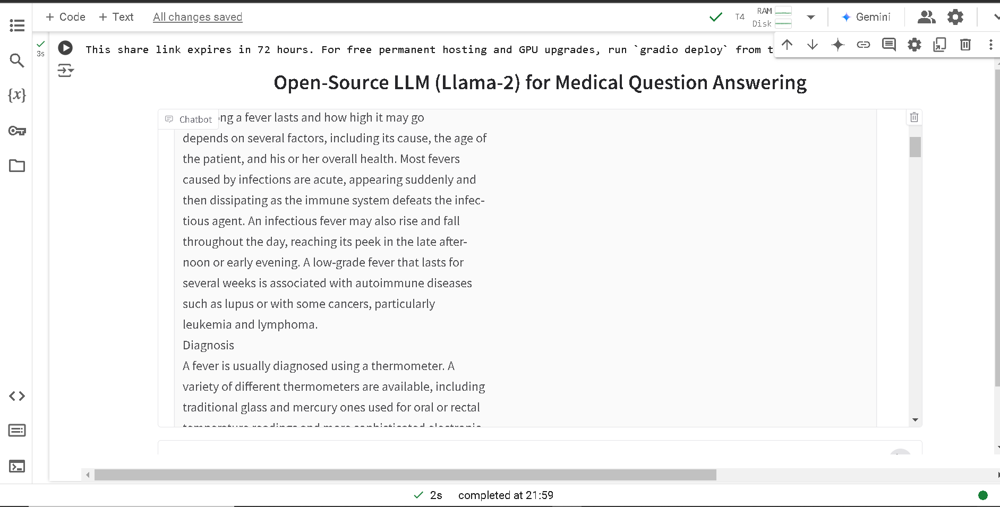 + Code + Text All changes saved
T4 RAM Disk Gemini
3s
This share link expires in 72 hours. For free permanent hosting and GPU upgrades, run `gradio deploy` from t
{x}
Open-Source LLM (Llama-2) for Medical Question Answering
Chatbot
ng a fever lasts and how high it may go
depends on several factors, including its cause, the age of
the patient, and his or her overall health. Most fevers
caused by infections are acute, appearing suddenly and
then dissipating as the immune system defeats the infec-
tious agent. An infectious fever may also rise and fall
throughout the day, reaching its peek in the late after-
noon or early evening. A low-grade fever that lasts for
several weeks is associated with autoimmune diseases
such as lupus or with some cancers, particularly
leukemia and lymphoma.
Diagnosis
A fever is usually diagnosed using a thermometer. A
variety of different thermometers are available, including
traditional glass and mercury ones used for oral or rectal
temperature readings and more sophisticated electronic
2s completed at 21:59